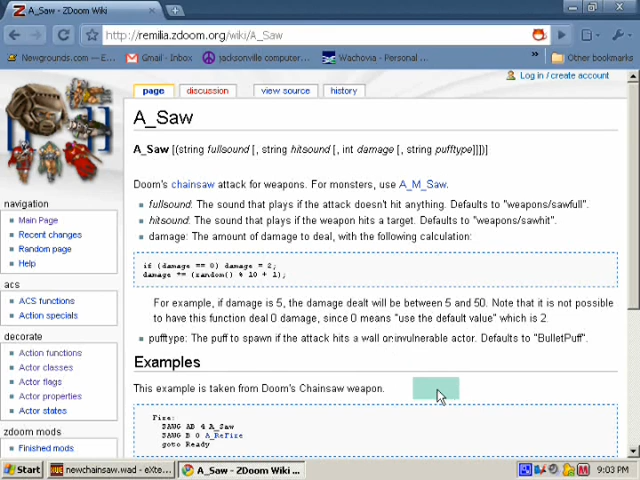 A_Saw - ZDoom Wiki
http://remilia.zdoom.org/wiki/A_Saw
Newgrounds.com — E...
Gmail - Inbox
jacksonville computer...
Wachovia - Personal ...
»
Other bookmarks
Log in / create account
page
discussion
view source
history
A_Saw
A_Saw [(string fullsound [, string hitsound [, int damage [, string pufftype]]])]
Doom's chainsaw attack for weapons. For monsters, use A_M_Saw.
fullsound: The sound that plays if the attack doesn't hit anything. Defaults to "weapons/sawfull".
hitsound: The sound that plays if the weapon hits a target. Defaults to "weapons/sawhit".
damage: The amount of damage to deal, with the following calculation:
if (damage == 0) damage = 2;
damage *= (random() % 10 + 1);
For example, if damage is 5, the damage dealt will be between 5 and 50. Note that it is not possible
to have this function deal 0 damage, since 0 means "use the default value" which is 2
pufftype: The puff to spawn if the attack hits a wall or invulnerable actor. Defaults to "BulletPuff".
Examples
This example is taken from Doom's Chainsaw weapon.
Fire:
SAWG AB 4 A_Saw
SAWG B 0 A_ReFire
goto Ready
navigation
Main Page
Recent changes
Random page
Help
acs
ACS functions
Action specials
decorate
Action functions
Actor classes
Actor flags
Actor properties
Actor states
zdoom mods
Finished mods
Start
newchainsaw.wad - eXte...
A_Saw - ZDoom Wiki ...
9:03 PM